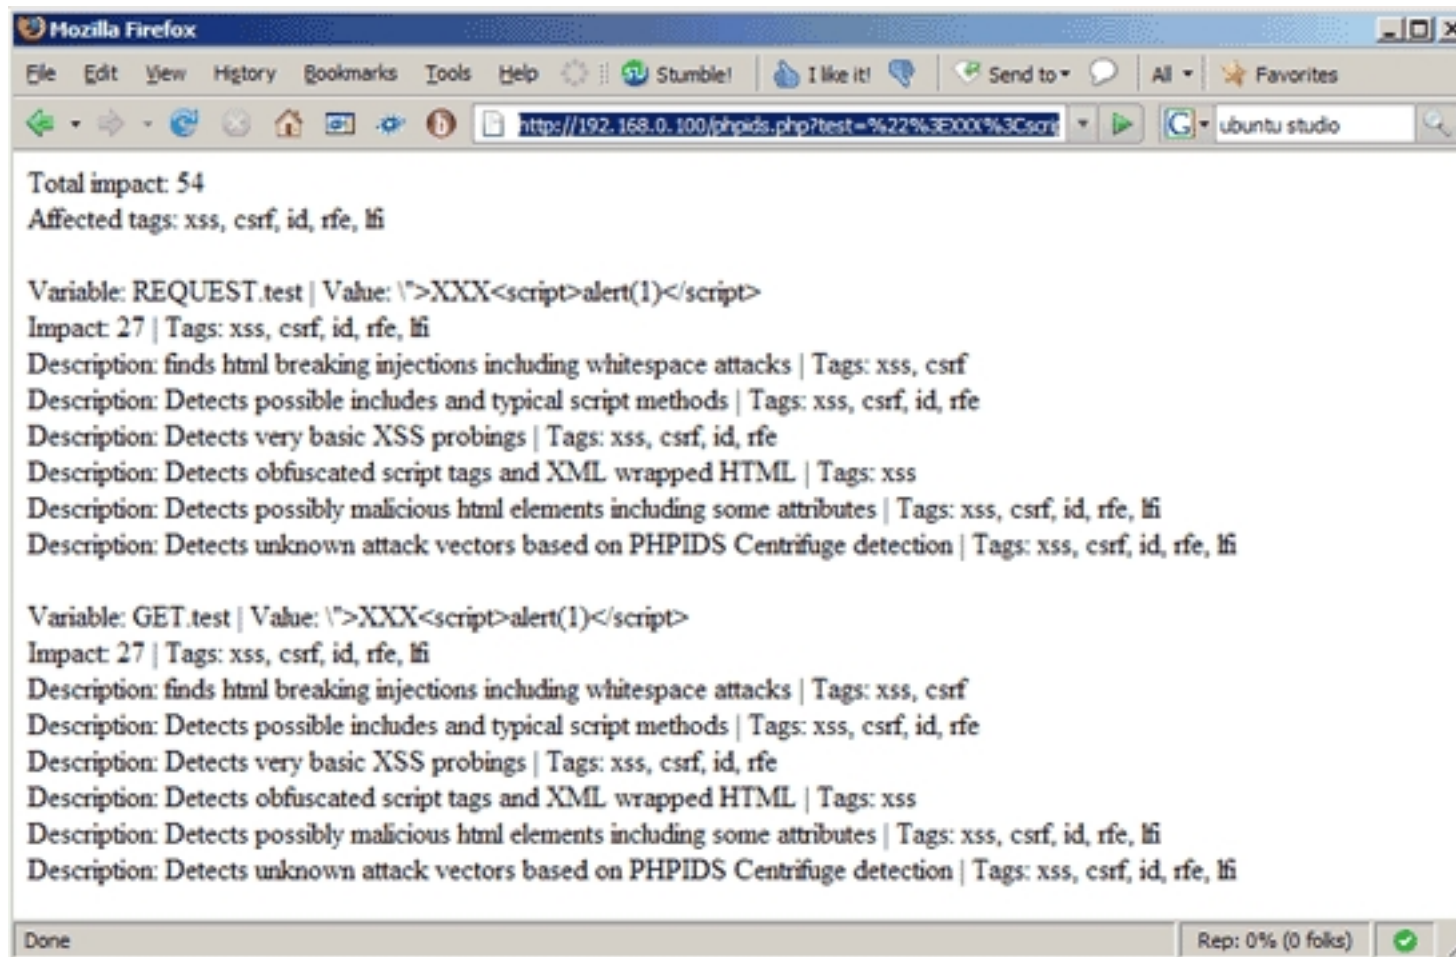 Mozilla Firefox
File Edit View History Bookmarks Tools Help Stumble! I like it! Send to All Favorites
http://192.168.0.100/phpids.php?test=%22%3EXXX%3Cscri G ubuntu studio
Total impact: 54
Affected tags: xss, csrf, id, rfe, lfi
Variable: REQUEST.test | Value: \">XXX<script>alert(1)</script>
Impact: 27 | Tags: xss, csrf, id, rfe, lfi
Description: finds html breaking injections including whitespace attacks | Tags: xss, csrf
Description: Detects possible includes and typical script methods | Tags: xss, csrf, id, rfe
Description: Detects very basic XSS probings | Tags: xss, csrf, id, rfe
Description: Detects obfuscated script tags and XML wrapped HTML | Tags: xss
Description: Detects possibly malicious html elements including some attributes | Tags: xss, csrf, id, rfe, lfi
Description: Detects unknown attack vectors based on PHPIDS Centrifuge detection | Tags: xss, csrf, id, rfe, lfi
Variable: GET.test | Value: \">XXX<script>alert(1)</script>
Impact: 27 | Tags: xss, csrf, id, rfe, lfi
Description: finds html breaking injections including whitespace attacks | Tags: xss, csrf
Description: Detects possible includes and typical script methods | Tags: xss, csrf, id, rfe
Description: Detects very basic XSS probings | Tags: xss, csrf, id, rfe
Description: Detects obfuscated script tags and XML wrapped HTML | Tags: xss
Description: Detects possibly malicious html elements including some attributes | Tags: xss, csrf, id, rfe, lfi
Description: Detects unknown attack vectors based on PHPIDS Centrifuge detection | Tags: xss, csrf, id, rfe, lfi
Done Rep: 0% (0 folks)